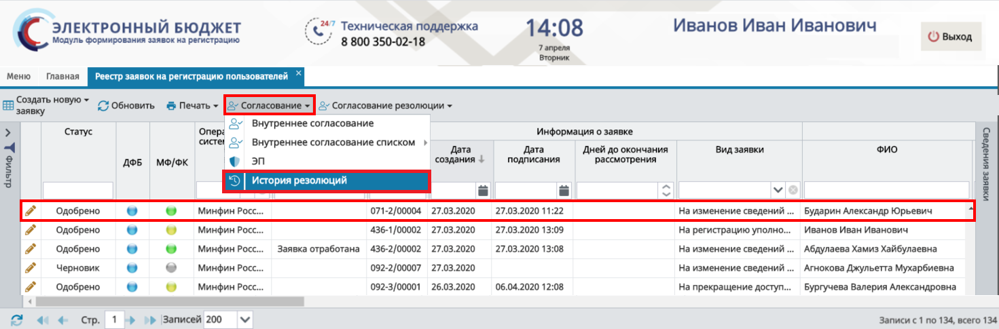 ЭЛЕКТРОННЫЙ БЮДЖЕТ
Модуль формирования заявок на регистрацию
24/7
Техническая поддержка
8 800 350-02-18
14:08
7 апреля
Вторник
Иванов Иван Иванович
Выход
Меню Главная Реестр заявок на регистрацию пользователей ×
Создать новую
заявку
Обновить Печать Согласование Согласование резолюции
Внутреннее согласование
Внутреннее согласование списком
ЭП
История резолюций
Фильтр
Статус ДФБ МФ/ФК
Информация о заявке
Дата
создания
Дата
подписания
Дней до окончания
рассмотрения
Вид заявки ФИО
Сведения заявки
Одобрено Минфин Росс... 071-2/00004 27.03.2020 27.03.2020 11:22 На изменение сведений ... Бударин Александр Юрьевич
Одобрено Минфин Росс... 436-1/00002 27.03.2020 27.03.2020 13:09 На регистрацию уполно... Иванов Иван Иванович
Одобрено Минфин Росс... Заявка отработана 436-2/00002 27.03.2020 27.03.2020 13:08 На изменение сведений ... Абдулаева Хамиз Хайбулаевна
Черновик Минфин Росс... 092-2/00007 27.03.2020 На изменение сведений ... Агнокова Джульетта Мухарбиевна
Одобрено Минфин Росс... 092-3/00001 26.03.2020 06.04.2020 12:08 На прекращение доступ... Бургучева Валерия Александровна
Стр. 1 Записей 200
Записи с 1 по 134, всего 134